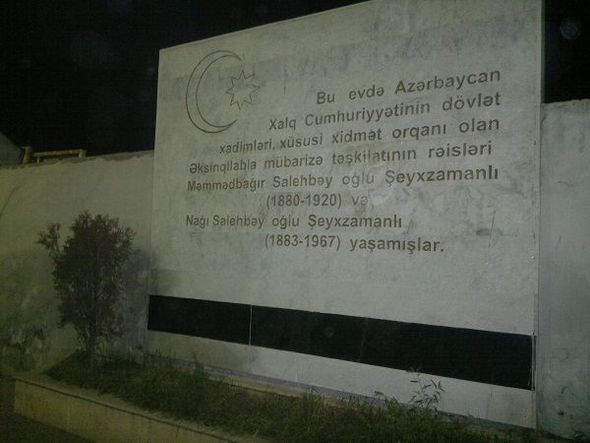 Bu evdə Azərbaycan
Xalq Cumhuriyyətinin dövlət
xadimləri, xüsusi xidmət orqanı olan
Əksinqilabla mübarizə təşkilatının rəisləri
Məmmədbağır Salehbəy oğlu Şeyxzamanlı
(1880-1920) və
Nağı Salehbəy oğlu Şeyxzamanlı
(1883-1967) yaşamışlar.